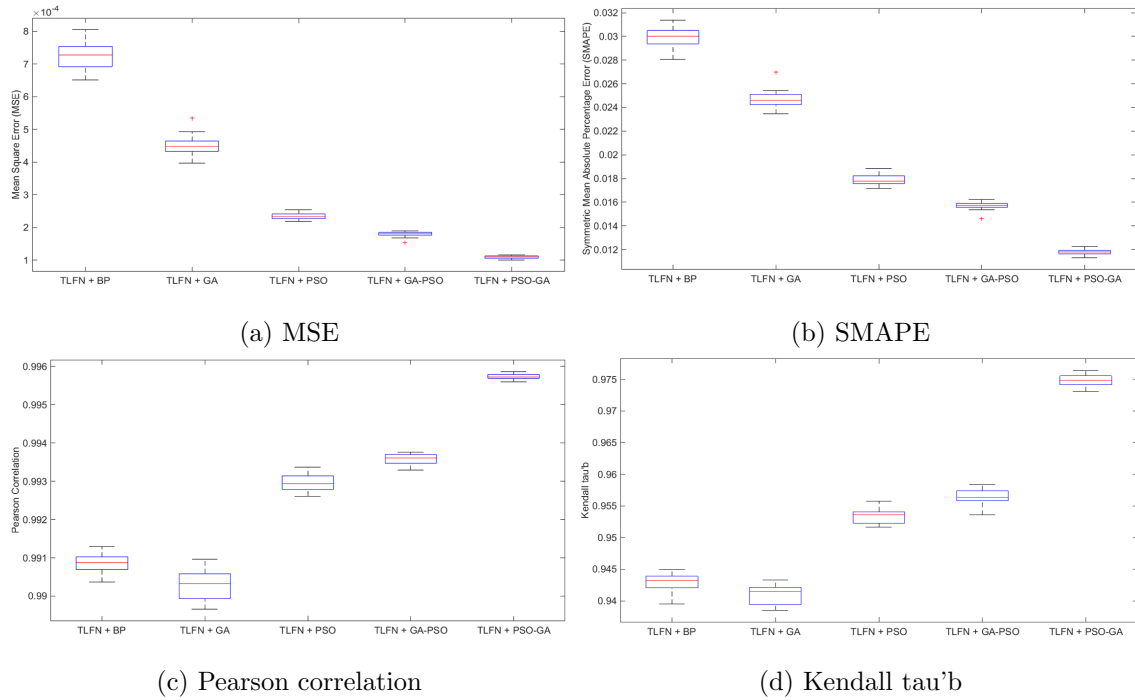 ×10⁻⁴
8
7
6
5
4
3
2
1
Mean Square Error (MSE)
TLFN + BP TLFN + GA TLFN + PSO TLFN + GA-PSO TLFN + PSO-GA
(a) MSE
0.032
0.03
0.028
0.026
0.024
0.022
0.02
0.018
0.016
0.014
0.012
Symmetric Mean Absolute Percentage Error (SMAPE)
TLFN + BP TLFN + GA TLFN + PSO TLFN + GA-PSO TLFN + PSO-GA
(b) SMAPE
0.996
0.995
0.994
0.993
0.992
0.991
0.99
Pearson Correlation
TLFN + BP TLFN + GA TLFN + PSO TLFN + GA-PSO TLFN + PSO-GA
(c) Pearson correlation
0.975
0.97
0.965
0.96
0.955
0.95
0.945
0.94
Kendall tau'b
TLFN + BP TLFN + GA TLFN + PSO TLFN + GA-PSO TLFN + PSO-GA
(d) Kendall tau'b